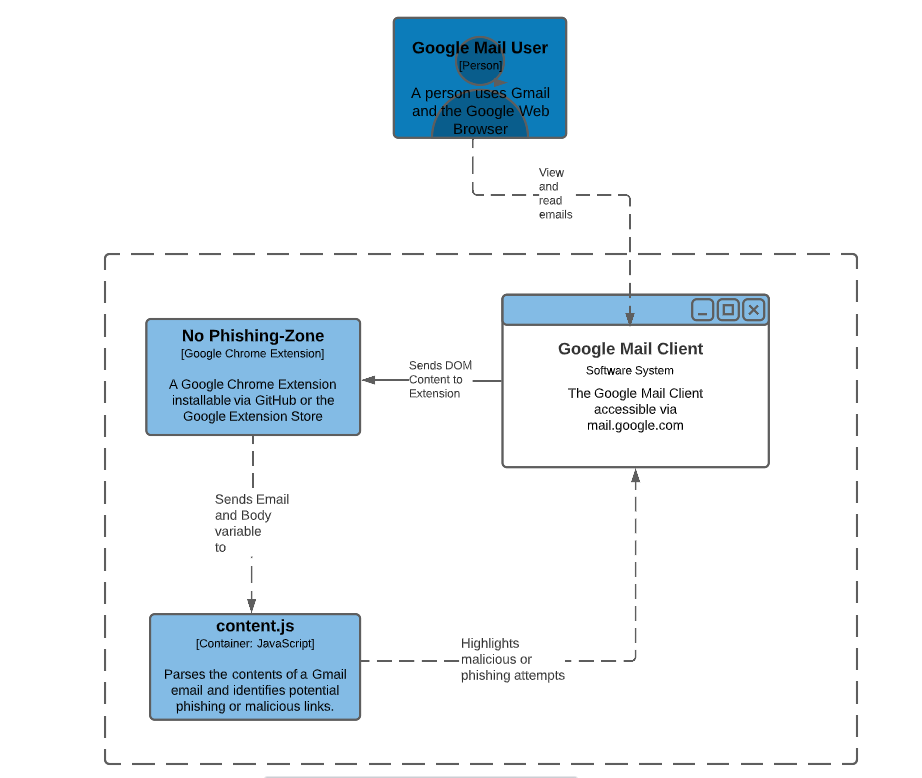 Google Mail User
[Person]
A person uses Gmail
and the Google Web
Browser
View
and
read
emails
No Phishing-Zone
[Google Chrome Extension]
A Google Chrome Extension
installable via GitHub or the
Google Extension Store
Sends DOM
Content to
Extension
Google Mail Client
Software System
The Google Mail Client
accessible via
mail.google.com
Sends Email
and Body
variable
to
content.js
[Container: JavaScript]
Parses the contents of a Gmail
email and identifies potential
phishing or malicious links.
Highlights
malicious or
phishing attempts